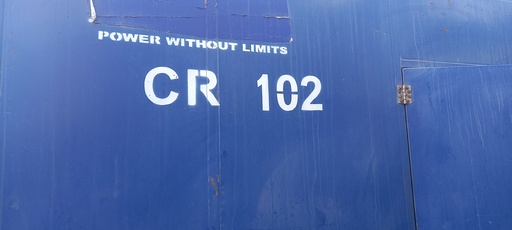 POWER WITHOUT LIMITS
CR 102